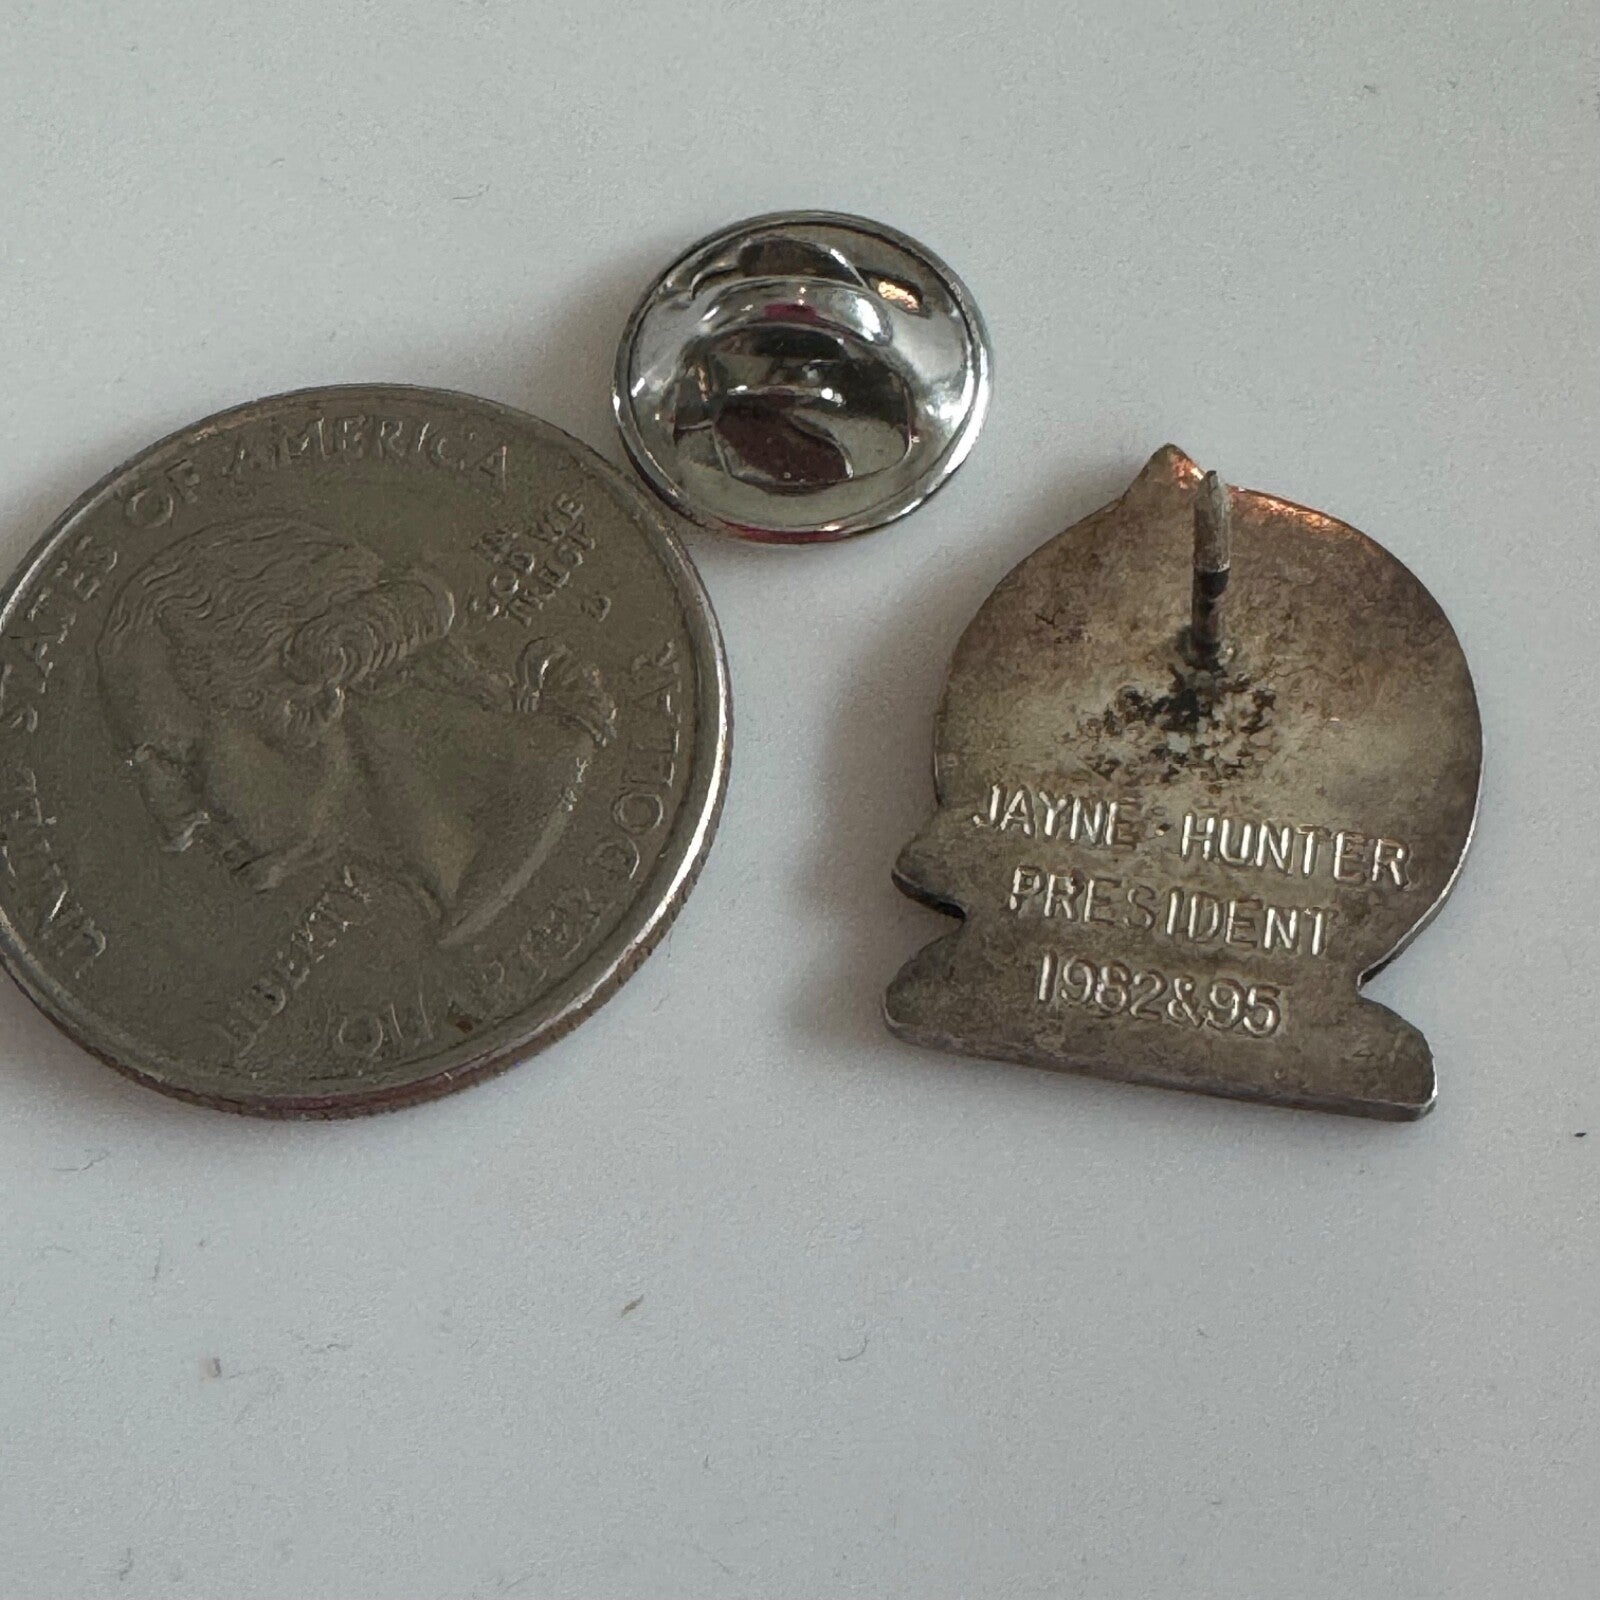 UNITED STATES OF AMERICA
IN
GOD WE
TRUST
LIBERTY
QUARTER DOLLAR
JAYNE HUNTER
PRESIDENT
1982&95